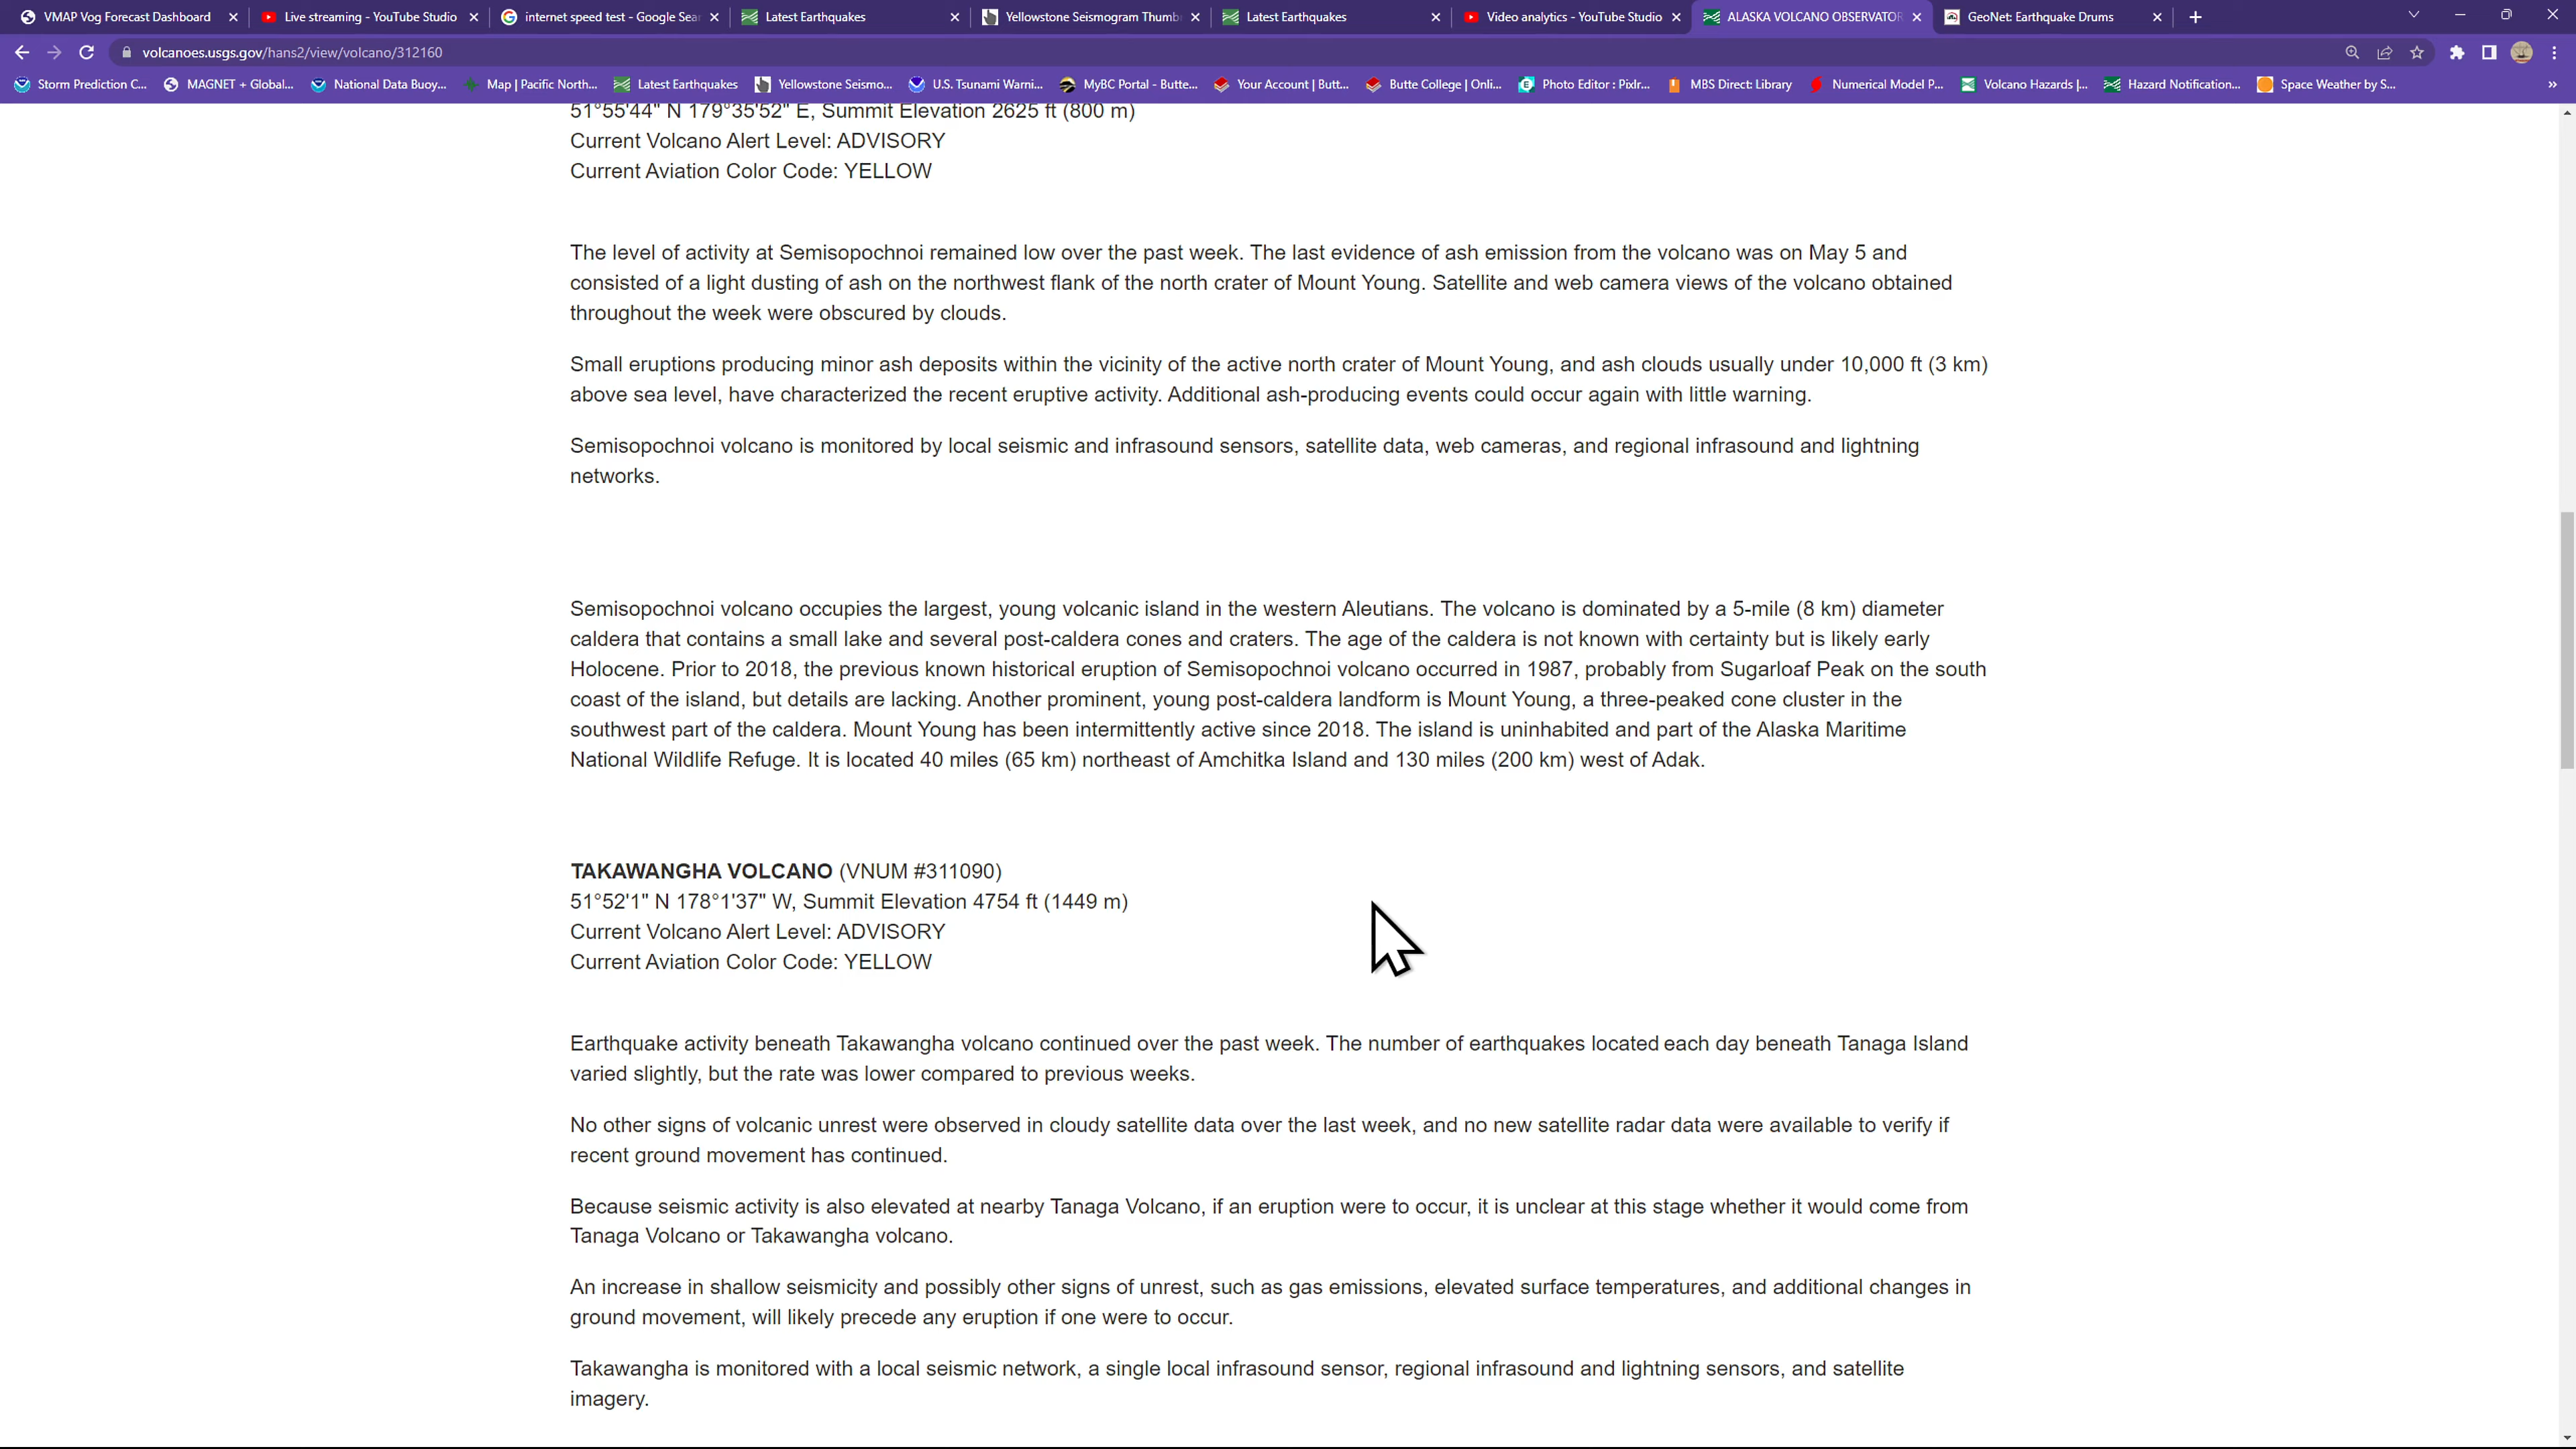 VMAP Vog Forecast Dashboard
Live streaming - YouTube Studio
internet speed test - Google Sear
Latest Earthquakes
Yellowstone Seismogram Thumb
Latest Earthquakes
Video analytics - YouTube Studio
ALASKA VOLCANO OBSERVATOR
GeoNet: Earthquake Drums
volcanoes.usgs.gov/hans2/view/volcano/312160
Storm Prediction C...
MAGNET + Global...
National Data Buoy...
Map | Pacific North...
Latest Earthquakes
Yellowstone Seismo...
U.S. Tsunami Warni...
MyBC Portal - Butte...
Your Account | Butt...
Butte College | Onli...
Photo Editor : Pixlr...
MBS Direct: Library
Numerical Model P...
Volcano Hazards |...
Hazard Notification...
Space Weather by S...
51°55'44" N 179°35'52" E, Summit Elevation 2625 ft (800 m)
Current Volcano Alert Level: ADVISORY
Current Aviation Color Code: YELLOW
The level of activity at Semisopochnoi remained low over the past week. The last evidence of ash emission from the volcano was on May 5 and
consisted of a light dusting of ash on the northwest flank of the north crater of Mount Young. Satellite and web camera views of the volcano obtained
throughout the week were obscured by clouds.
Small eruptions producing minor ash deposits within the vicinity of the active north crater of Mount Young, and ash clouds usually under 10,000 ft (3 km)
above sea level, have characterized the recent eruptive activity. Additional ash-producing events could occur again with little warning.
Semisopochnoi volcano is monitored by local seismic and infrasound sensors, satellite data, web cameras, and regional infrasound and lightning
networks.
Semisopochnoi volcano occupies the largest, young volcanic island in the western Aleutians. The volcano is dominated by a 5-mile (8 km) diameter
caldera that contains a small lake and several post-caldera cones and craters. The age of the caldera is not known with certainty but is likely early
Holocene. Prior to 2018, the previous known historical eruption of Semisopochnoi volcano occurred in 1987, probably from Sugarloaf Peak on the south
coast of the island, but details are lacking. Another prominent, young post-caldera landform is Mount Young, a three-peaked cone cluster in the
southwest part of the caldera. Mount Young has been intermittently active since 2018. The island is uninhabited and part of the Alaska Maritime
National Wildlife Refuge. It is located 40 miles (65 km) northeast of Amchitka Island and 130 miles (200 km) west of Adak.
TAKAWANGHA VOLCANO (VNUM #311090)
51°52'1" N 178°1'37" W, Summit Elevation 4754 ft (1449 m)
Current Volcano Alert Level: ADVISORY
Current Aviation Color Code: YELLOW
Earthquake activity beneath Takawangha volcano continued over the past week. The number of earthquakes located each day beneath Tanaga Island
varied slightly, but the rate was lower compared to previous weeks.
No other signs of volcanic unrest were observed in cloudy satellite data over the last week, and no new satellite radar data were available to verify if
recent ground movement has continued.
Because seismic activity is also elevated at nearby Tanaga Volcano, if an eruption were to occur, it is unclear at this stage whether it would come from
Tanaga Volcano or Takawangha volcano.
An increase in shallow seismicity and possibly other signs of unrest, such as gas emissions, elevated surface temperatures, and additional changes in
ground movement, will likely precede any eruption if one were to occur.
Takawangha is monitored with a local seismic network, a single local infrasound sensor, regional infrasound and lightning sensors, and satellite
imagery.